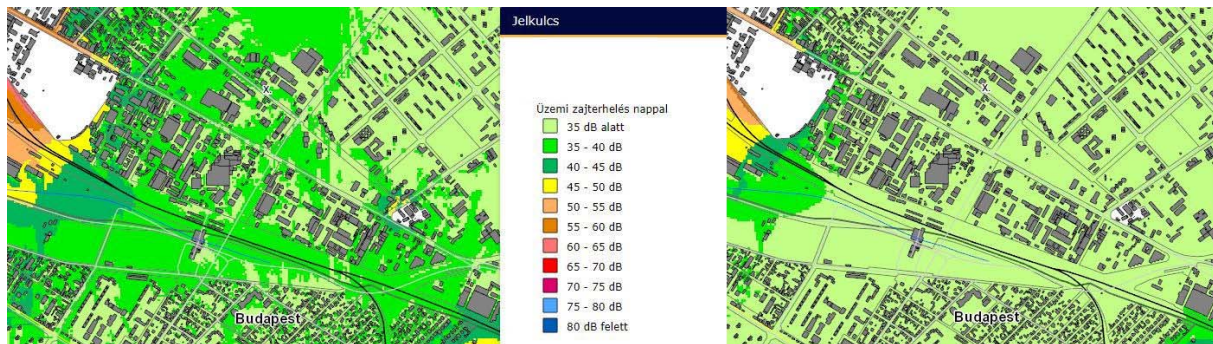 X.
Budapest
Jelkulcs
Üzemi zajterhelés nappal
35 dB alatt
35 - 40 dB
40 - 45 dB
45 - 50 dB
50 - 55 dB
55 - 60 dB
60 - 65 dB
65 - 70 dB
70 - 75 dB
75 - 80 dB
80 dB felett
X.
Budapest